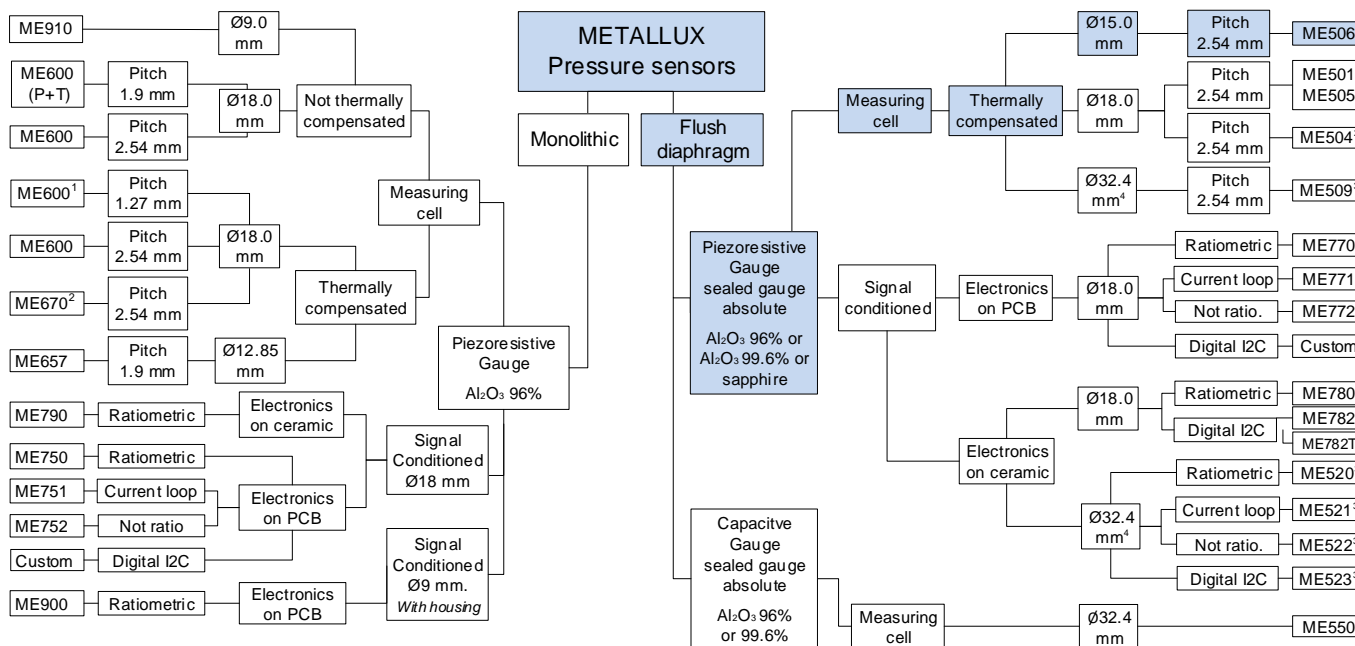 METALLUX
Pressure sensors
Monolithic
Flush
diaphragm
ME910
Ø9.0
mm
ME600
(P+T)
Pitch
1.9 mm
Ø18.0
mm
Not thermally
compensated
ME600
Pitch
2.54 mm
ME600¹
Pitch
1.27 mm
Measuring
cell
ME600
Pitch
2.54 mm
Ø18.0
mm
ME670²
Pitch
2.54 mm
Thermally
compensated
ME657
Pitch
1.9 mm
Ø12.85
mm
Piezoresistive
Gauge
Al₂O₃ 96%
ME790
Ratiometric
Electronics
on ceramic
ME750
Ratiometric
Signal
Conditioned
Ø18 mm
ME751
Current loop
Electronics
on PCB
ME752
Not ratio
Custom
Digital I2C
Signal
Conditioned
Ø9 mm.
With housing
ME900
Ratiometric
Electronics
on PCB
Ø15.0
mm
Pitch
2.54 mm
ME506
Measuring
cell
Thermally
compensated
Ø18.0
mm
Pitch
2.54 mm
ME501
ME505
Pitch
2.54 mm
ME504
Ø32.4
mm⁴
Pitch
2.54 mm
ME509
Piezoresistive
Gauge
sealed gauge
absolute
Al₂O₃ 96% or
Al₂O₃ 99.6% or
sapphire
Signal
conditioned
Electronics
on PCB
Ø18.0
mm
Ratiometric
ME770
Current loop
ME771
Not ratio.
ME772
Digital I2C
Custom
Electronics
on ceramic
Ø18.0
mm
Ratiometric
ME780
Digital I2C
ME782
ME782T
Ø32.4
mm⁴
Ratiometric
ME520
Current loop
ME521
Not ratio.
ME522
Digital I2C
ME523
Capacitve
Gauge
sealed gauge
absolute
Al₂O₃ 96%
or 99.6%
Measuring
cell
Ø32.4
mm
ME550